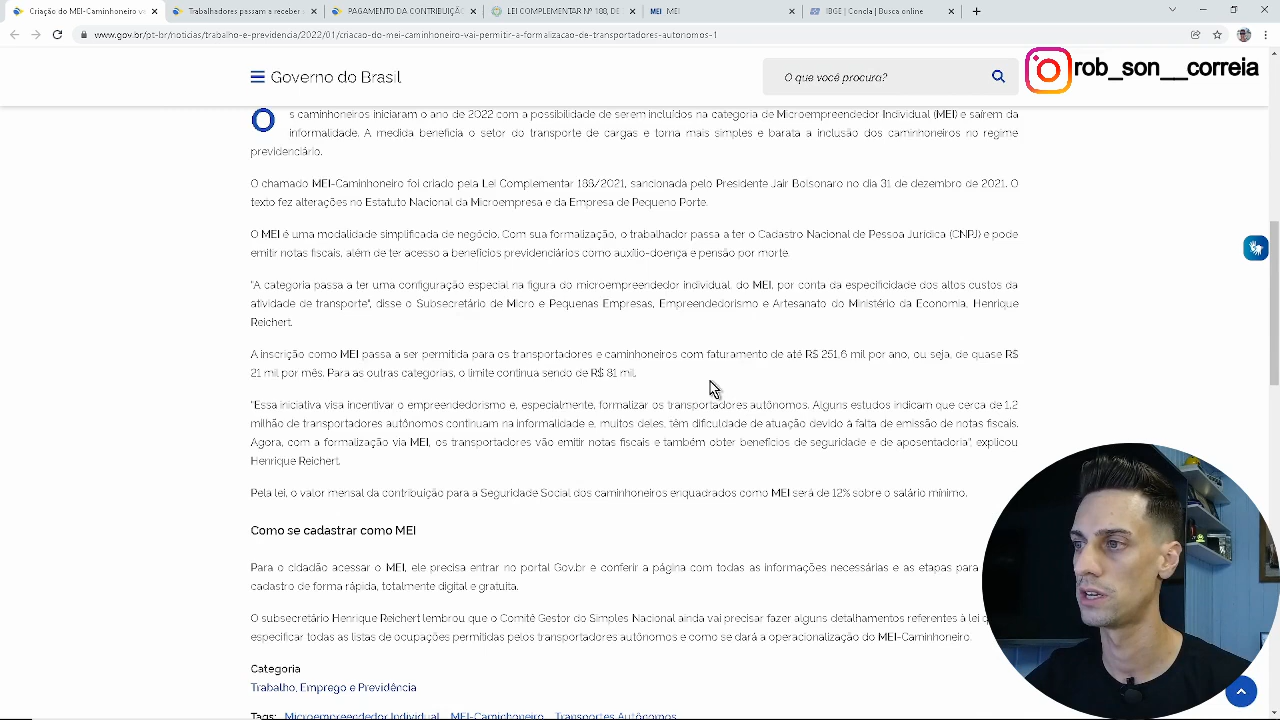 Criação do MEI-Caminhoneiro v
Trabalhadores passam a receber
PAGAMENTO DA CONTRIBUIÇÃO
LEI COMPLEMENTAR Nº 188, DE
MEI MEI
IBGE | Concla | Busca online
www.gov.br/pt-br/noticias/trabalho-e-previdencia/2022/01/criacao-do-mei-caminhoneiro-vai-permitir-a-formalizacao-de-transportadores-autonomos-1
Governo do Brasil
O que você procura?
rob_son__correia
Os caminhoneiros iniciaram o ano de 2022 com a possibilidade de serem incluídos na categoria de Microempreendedor Individual (MEI) e saírem da
informalidade. A medida beneficia o setor do transporte de cargas e torna mais simples e barata a inclusão dos caminhoneiros no regime
previdenciário.
O chamado MEI-Caminhoneiro foi criado pela Lei Complementar 188/2021, sancionada pelo Presidente Jair Bolsonaro no dia 31 de dezembro de 2021. O
texto fez alterações no Estatuto Nacional da Microempresa e da Empresa de Pequeno Porte.
O MEI é uma modalidade simplificada de negócio. Com sua formalização, o trabalhador passa a ter o Cadastro Nacional de Pessoa Jurídica (CNPJ) e pode
emitir notas fiscais, além de ter acesso a benefícios previdenciários como auxílio-doença e pensão por morte.
"A categoria passa a ter uma configuração especial na figura do microempreendedor individual, do MEI, por conta da especificidade dos altos custos da
atividade de transporte", disse o Subsecretário de Micro e Pequenas Empresas, Empreendedorismo e Artesanato do Ministério da Economia, Henrique
Reichert.
A inscrição como MEI passa a ser permitida para os transportadores e caminhoneiros com faturamento de até R$ 251,6 mil por ano, ou seja, de quase R$
21 mil por mês. Para as outras categorias, o limite continua sendo de R$ 81 mil.
"Essa iniciativa visa incentivar o empreendedorismo e, especialmente, formalizar os transportadores autônomos. Alguns estudos indicam que cerca de 1,2
milhão de transportadores autônomos continuam na informalidade e, muitos deles, têm dificuldade de atuação devido à falta de emissão de notas fiscais.
Agora, com a formalização via MEI, os transportadores vão emitir notas fiscais e também obter benefícios de seguridade e de aposentadoria" explicou
Henrique Reichert.
Pela lei, o valor mensal da contribuição para a Seguridade Social dos caminhoneiros enquadrados como MEI será de 12% sobre o salário mínimo.
Como se cadastrar como MEI
Para o cidadão acessar o MEI, ele precisa entrar no portal Gov.br e conferir a página com todas as informações necessárias e as etapas para
cadastro de forma rápida, totalmente digital e gratuita.
O subsecretário Henrique Reichert lembrou que o Comitê Gestor do Simples Nacional ainda vai precisar fazer alguns detalhamentos referentes à lei
especificar todas as listas de ocupações permitidas pelos transportadores autônomos e como se dará a operacionalização do MEI-Caminhoneiro.
Categoria
Trabalho, Emprego e Previdência
Tags: Microempreendedor Individual MEI-Caminhoneiro Transportes Autônomos